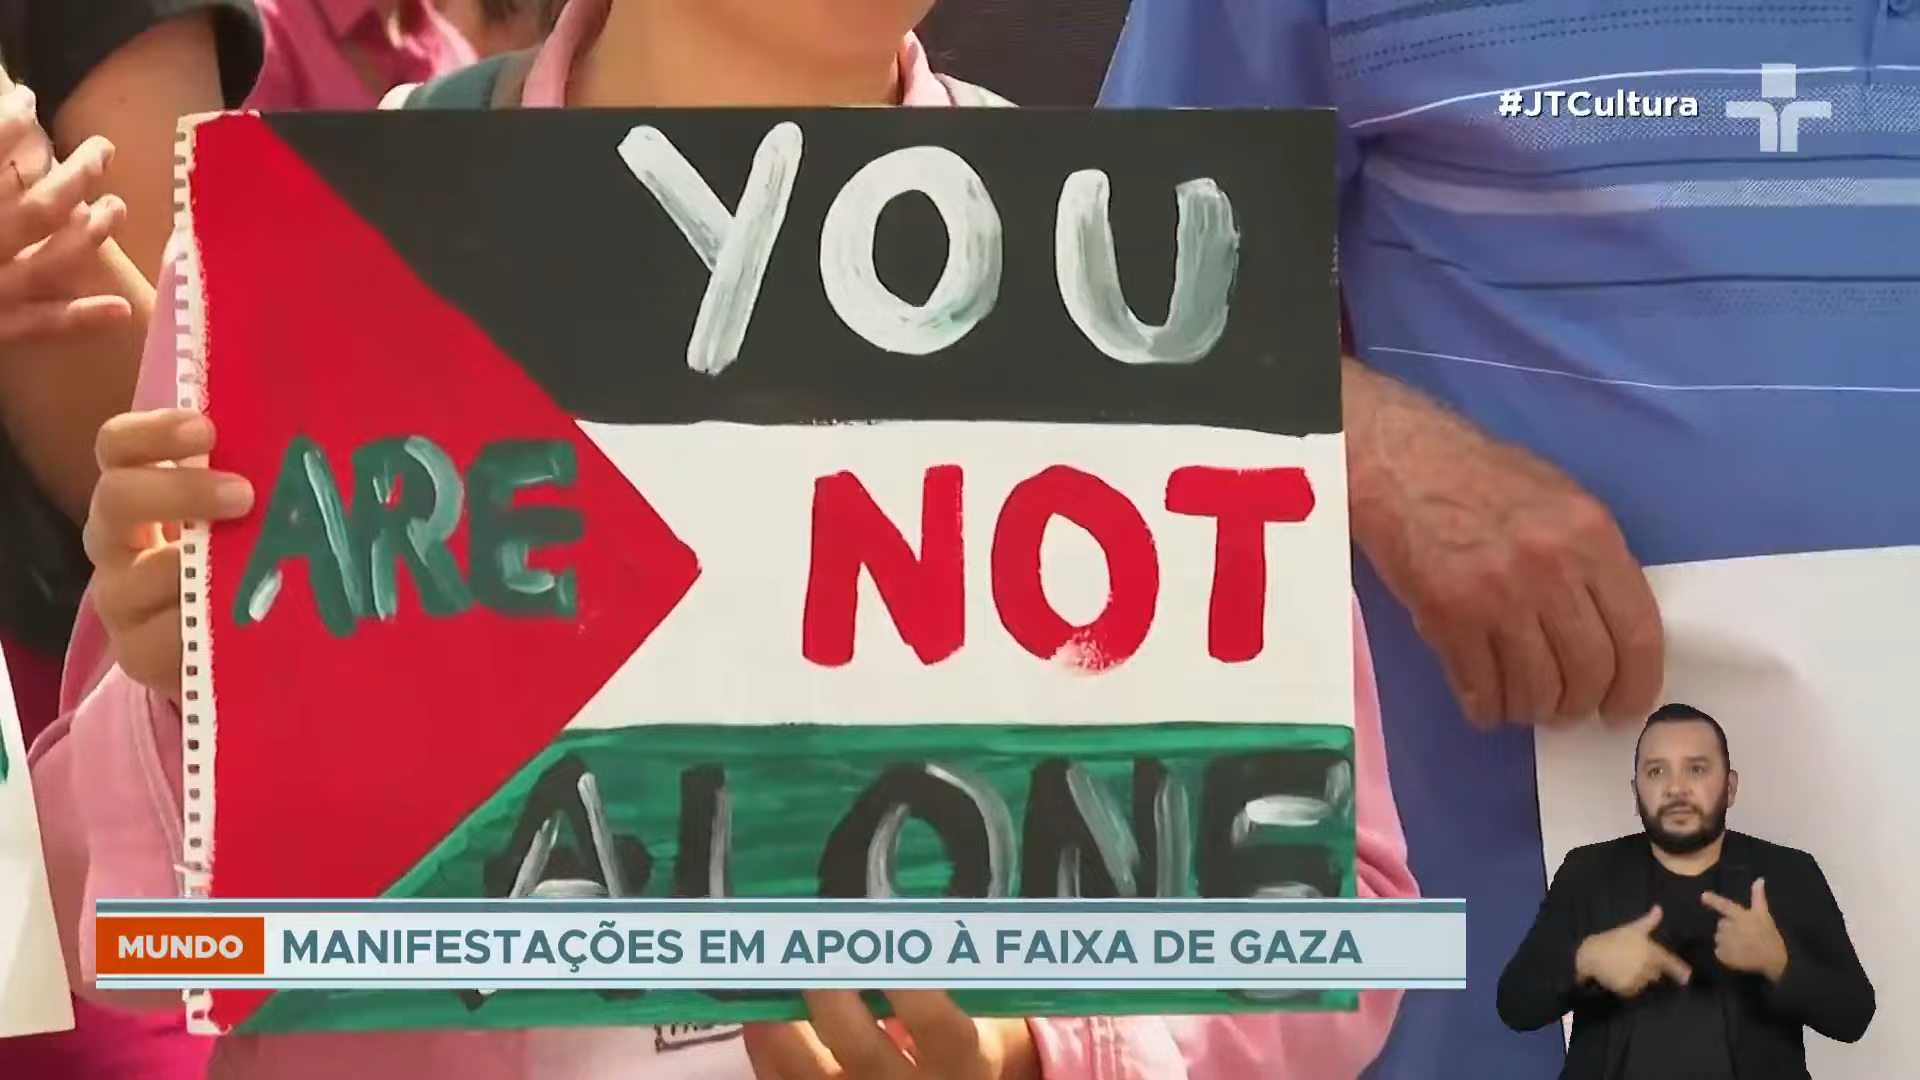 #JTCultura
YOU
ARE NOT
ALONE
MUNDO MANIFESTAÇÕES EM APOIO À FAIXA DE GAZA